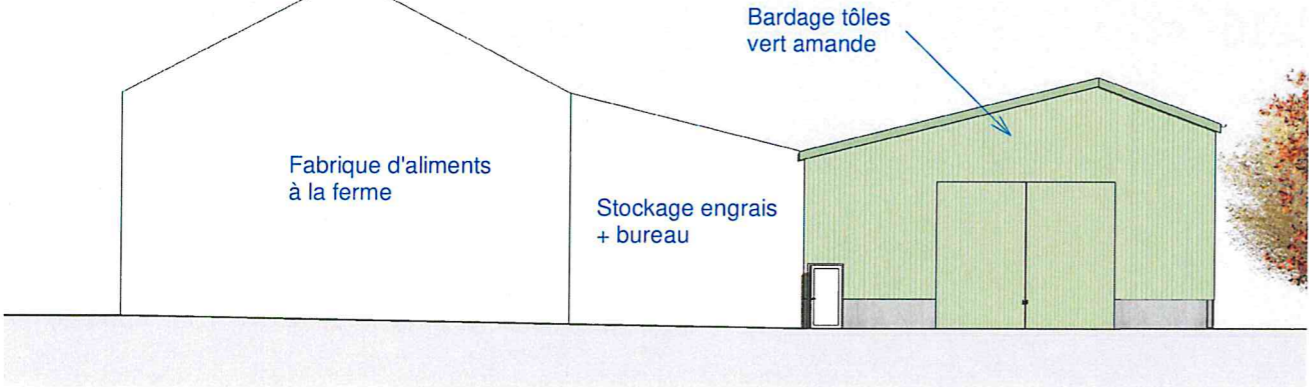 Bardage tôles
vert amande
Fabrique d'aliments
à la ferme
Stockage engrais
+ bureau